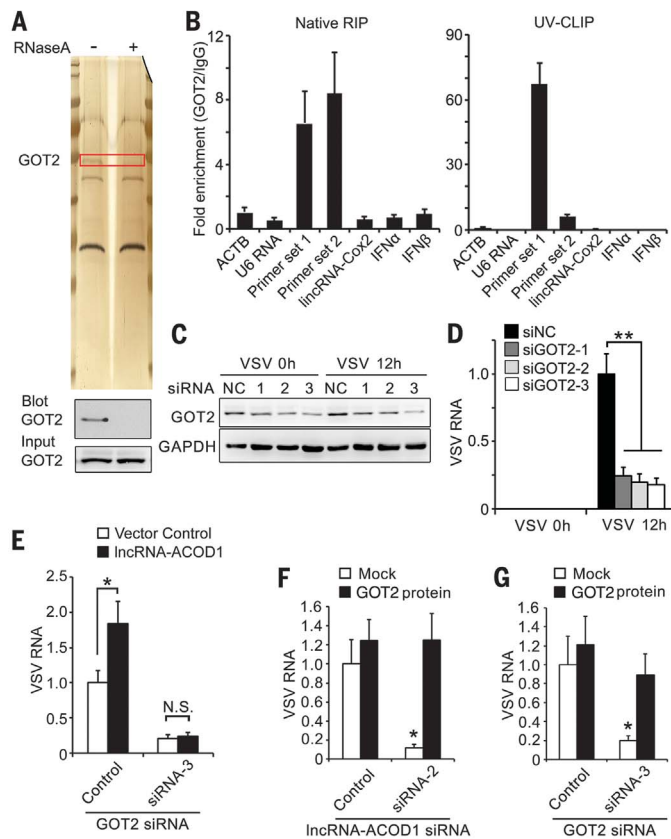 A
RNaseA - +
GOT2
Blot
GOT2
Input
GOT2
B
Native RIP
Fold enrichment (GOT2/IgG)
12
8
4
0
ACTB
U6 RNA
Primer set 1
Primer set 2
lincRNA-Cox2
IFNα
IFNβ
UV-CLIP
90
60
30
0
ACTB
U6 RNA
Primer set 1
Primer set 2
lincRNA-Cox2
IFNα
IFNβ
C
VSV 0h VSV 12h
siRNA NC 1 2 3 NC 1 2 3
GOT2
GAPDH
D
siNC
siGOT2-1
siGOT2-2
siGOT2-3
**
VSV RNA
1.0
0.5
0
VSV 0h VSV 12h
E
Vector Control
lncRNA-ACOD1
VSV RNA
2.5
2.0
1.5
1.0
0.5
0
*
N.S.
Control
siRNA-3
GOT2 siRNA
F
Mock
GOT2 protein
VSV RNA
1.6
1.4
1.2
1.0
0.8
0.6
0.4
0.2
0
*
Control
siRNA-2
lncRNA-ACOD1 siRNA
G
Mock
GOT2 protein
VSV RNA
1.6
1.4
1.2
1.0
0.8
0.6
0.4
0.2
0
*
Control
siRNA-3
GOT2 siRNA